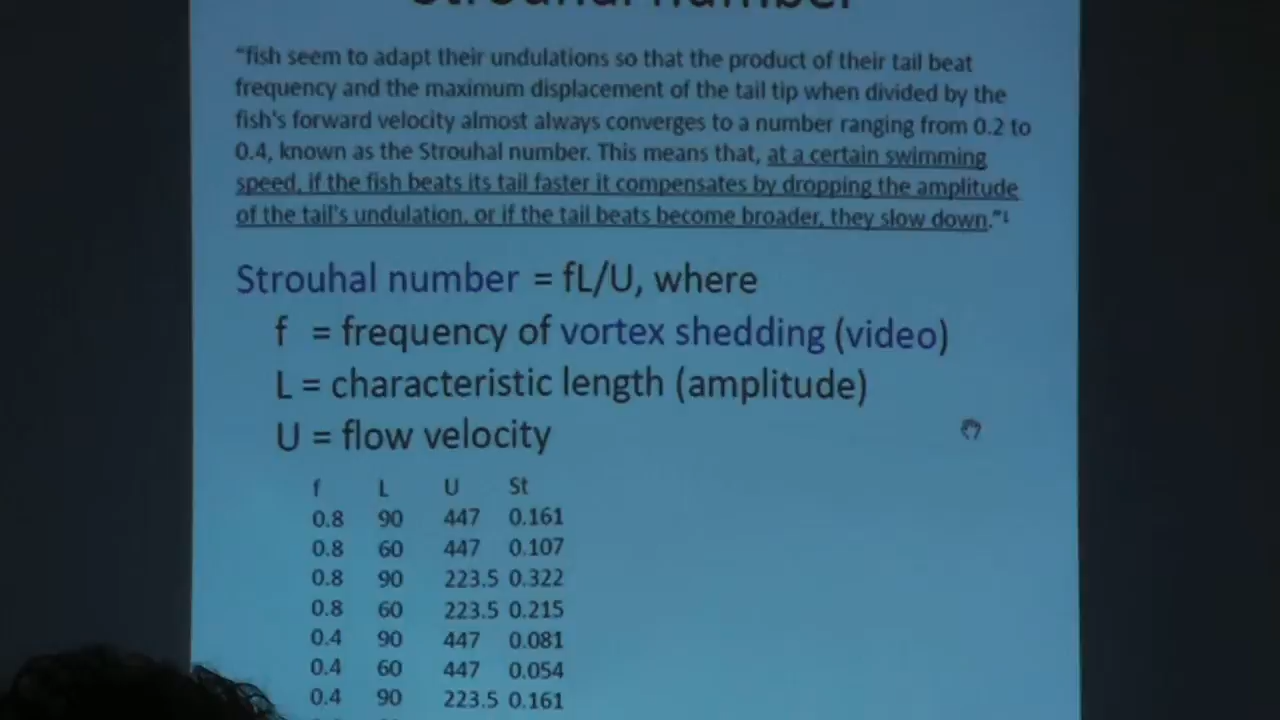 Strouhal number
"fish seem to adapt their undulations so that the product of their tail beat
frequency and the maximum displacement of the tail tip when divided by the
fish's forward velocity almost always converges to a number ranging from 0.2 to
0.4, known as the Strouhal number. This means that, at a certain swimming
speed, if the fish beats its tail faster it compensates by dropping the amplitude
of the tail's undulation, or if the tail beats become broader, they slow down."¹
Strouhal number = fL/U, where
f = frequency of vortex shedding (video)
L = characteristic length (amplitude)
U = flow velocity
f L U St
0.8 90 447 0.161
0.8 60 447 0.107
0.8 90 223.5 0.322
0.8 60 223.5 0.215
0.4 90 447 0.081
0.4 60 447 0.054
0.4 90 223.5 0.161